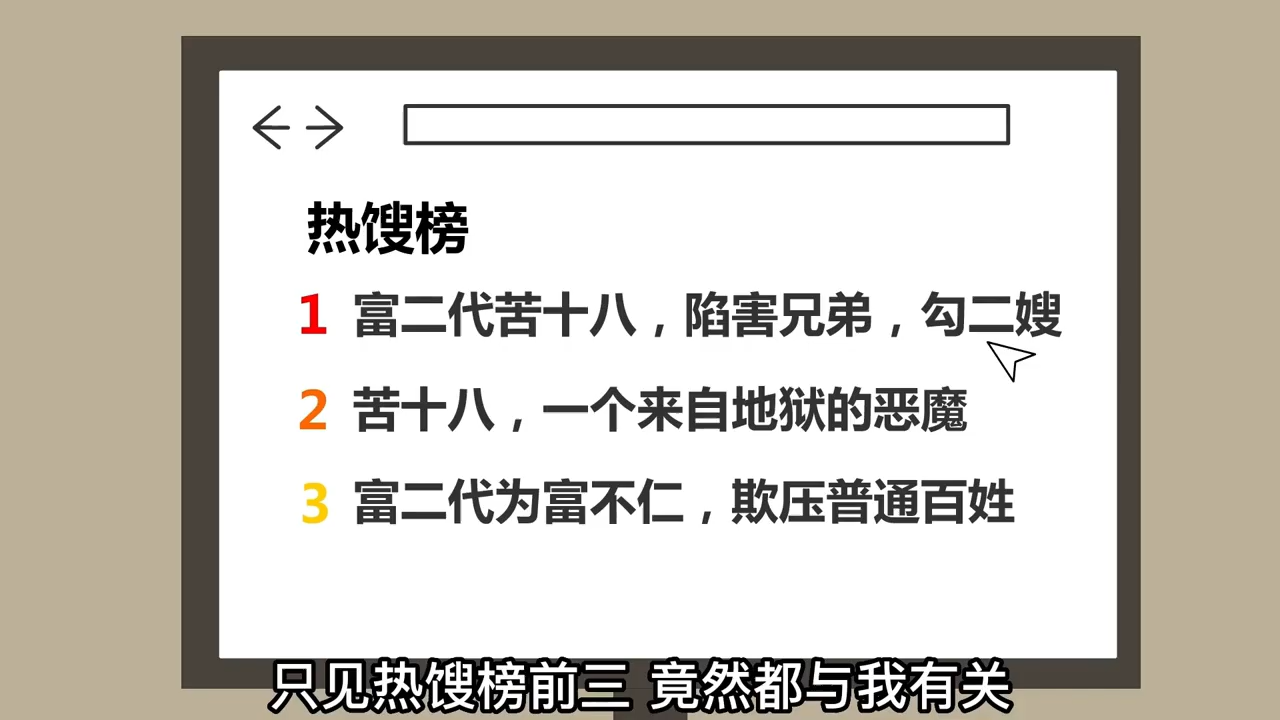 热馊榜
1 富二代苦十八，陷害兄弟，勾二嫂
2 苦十八，一个来自地狱的恶魔
3 富二代为富不仁，欺压普通百姓
只见热馊榜前三 竟然都与我有关